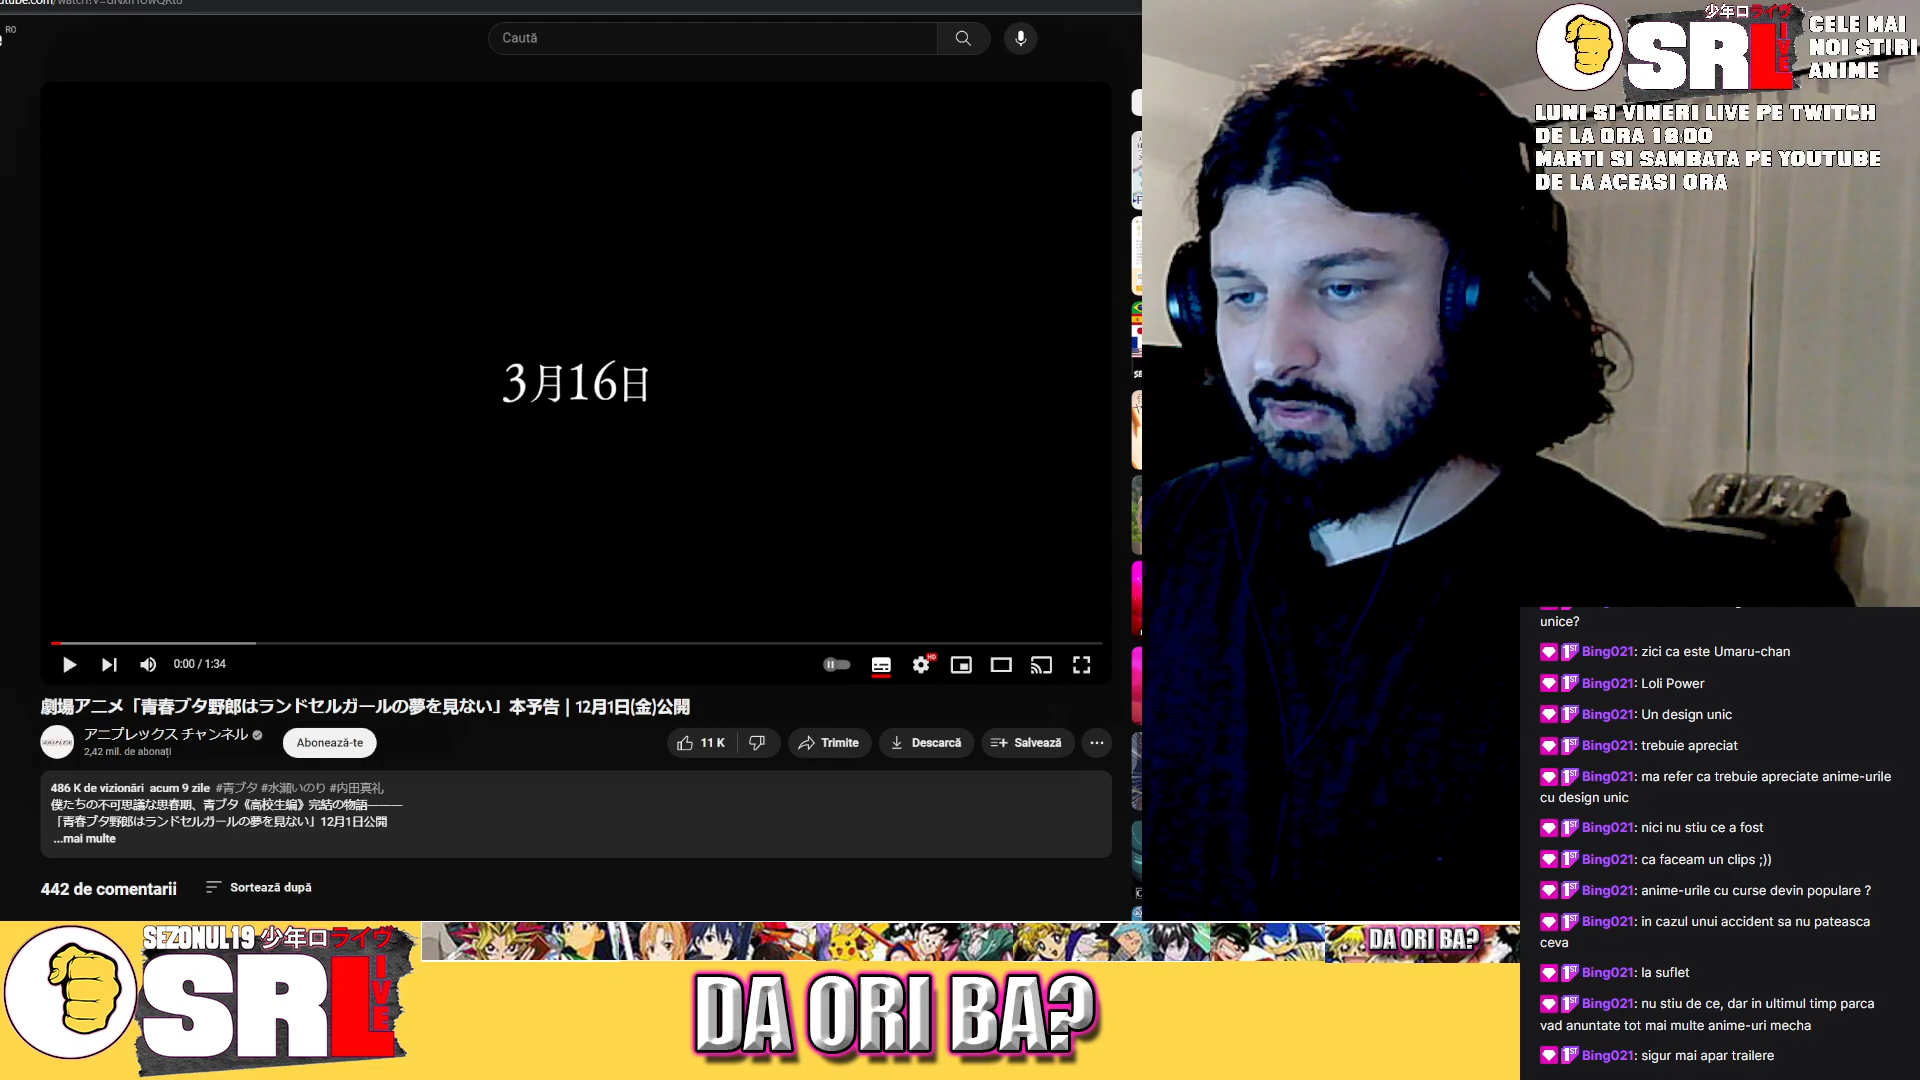 RO
Caută
3月16日
0:00 / 1:34
HD
劇場アニメ「青春ブタ野郎はランドセルガールの夢を見ない」本予告 | 12月1日(金)公開
アニプレックス チャンネル
2,42 mil. de abonați
Abonează-te
11 K
Trimite
Descarcă
Salvează
486 K de vizionări acum 9 zile #青ブタ #水瀬いのり #内田真礼
僕たちの不可思議な思春期、青ブタ《高校生編》完結の物語———
「青春ブタ野郎はランドセルガールの夢を見ない」12月1日公開
...mai multe
442 de comentarii
Sortează după
少年ロライヴ
SRL
LIVE
CELE MAI
NOI STIRI
ANIME
LUNI SI VINERI LIVE PE TWITCH
DE LA ORA 18:00
MARTI SI SAMBATA PE YOUTUBE
DE LA ACEASI ORA
unice?
Bing021: zici ca este Umaru-chan
Bing021: Loli Power
Bing021: Un design unic
Bing021: trebuie apreciat
Bing021: ma refer ca trebuie apreciate anime-urile
cu design unic
Bing021: nici nu stiu ce a fost
Bing021: ca faceam un clips ;))
Bing021: anime-urile cu curse devin populare ?
Bing021: in cazul unui accident sa nu pateasca
ceva
Bing021: la suflet
Bing021: nu stiu de ce, dar in ultimul timp parca
vad anuntate tot mai multe anime-uri mecha
Bing021: sigur mai apar trailere
SEZONUL19 少年ロライヴ
SRL
LIVE
DA ORI BA?
DA ORI BA?